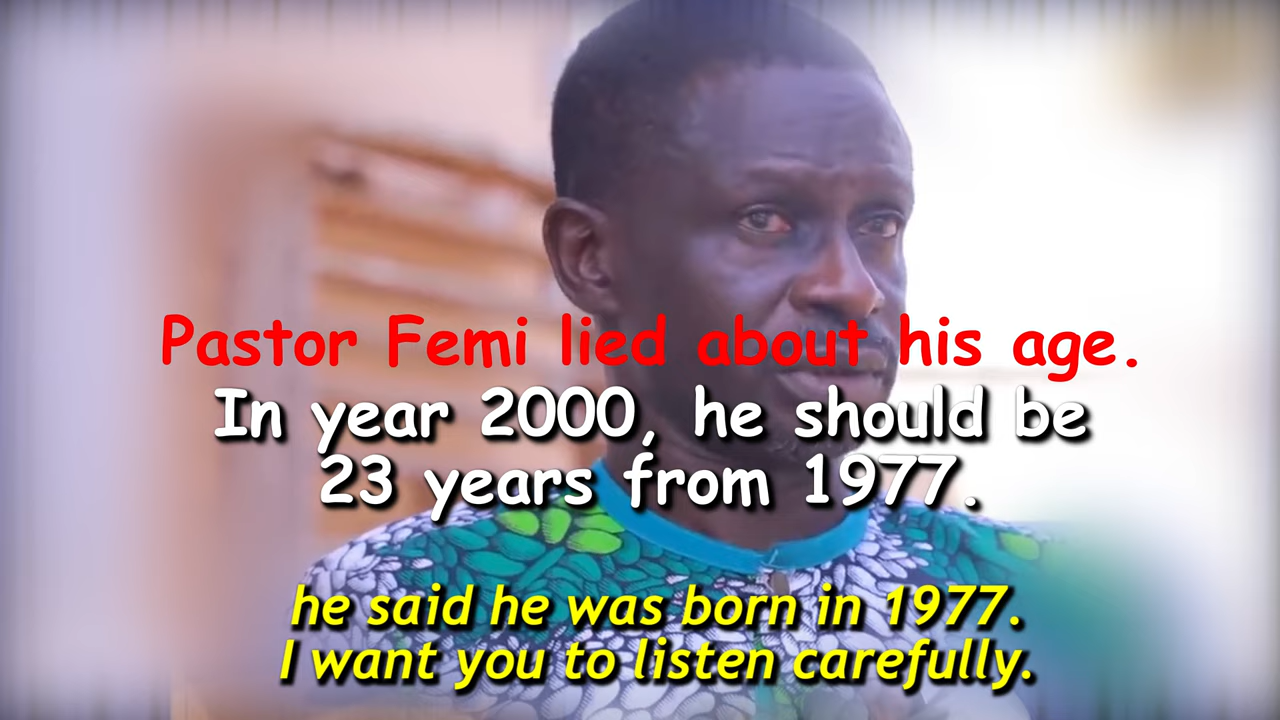 Pastor Femi lied about his age.
In year 2000, he should be
23 years from 1977.
he said he was born in 1977.
I want you to listen carefully.